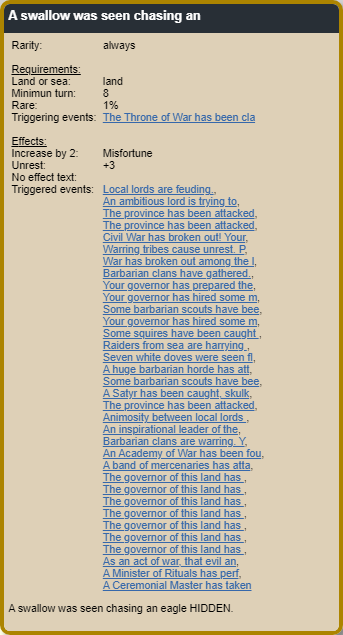 A swallow was seen chasing an
Rarity: always
Requirements:
Land or sea: land
Minimun turn: 8
Rare: 1%
Triggering events: The Throne of War has been cla
Effects:
Increase by 2: Misfortune
Unrest: +3
No effect text:
Triggered events: Local lords are feuding.,
An ambitious lord is trying to,
The province has been attacked,
The province has been attacked,
Civil War has broken out! Your,
Warring tribes cause unrest. P,
War has broken out among the l,
Barbarian clans have gathered.,
Your governor has prepared the,
Your governor has hired some m,
Some barbarian scouts have bee,
Your governor has hired some m,
Some squires have been caught ,
Raiders from sea are harrying ,
Seven white doves were seen fl,
A huge barbarian horde has att,
Some barbarian scouts have bee,
A Satyr has been caught, skulk,
The province has been attacked,
Animosity between local lords ,
An inspirational leader of the,
Barbarian clans are warring. Y,
An Academy of War has been fou,
A band of mercenaries has atta,
The governor of this land has ,
The governor of this land has ,
The governor of this land has ,
The governor of this land has ,
The governor of this land has ,
The governor of this land has ,
The governor of this land has ,
As an act of war, that evil an,
A Minister of Rituals has perf,
A Ceremonial Master has taken
A swallow was seen chasing an eagle HIDDEN.